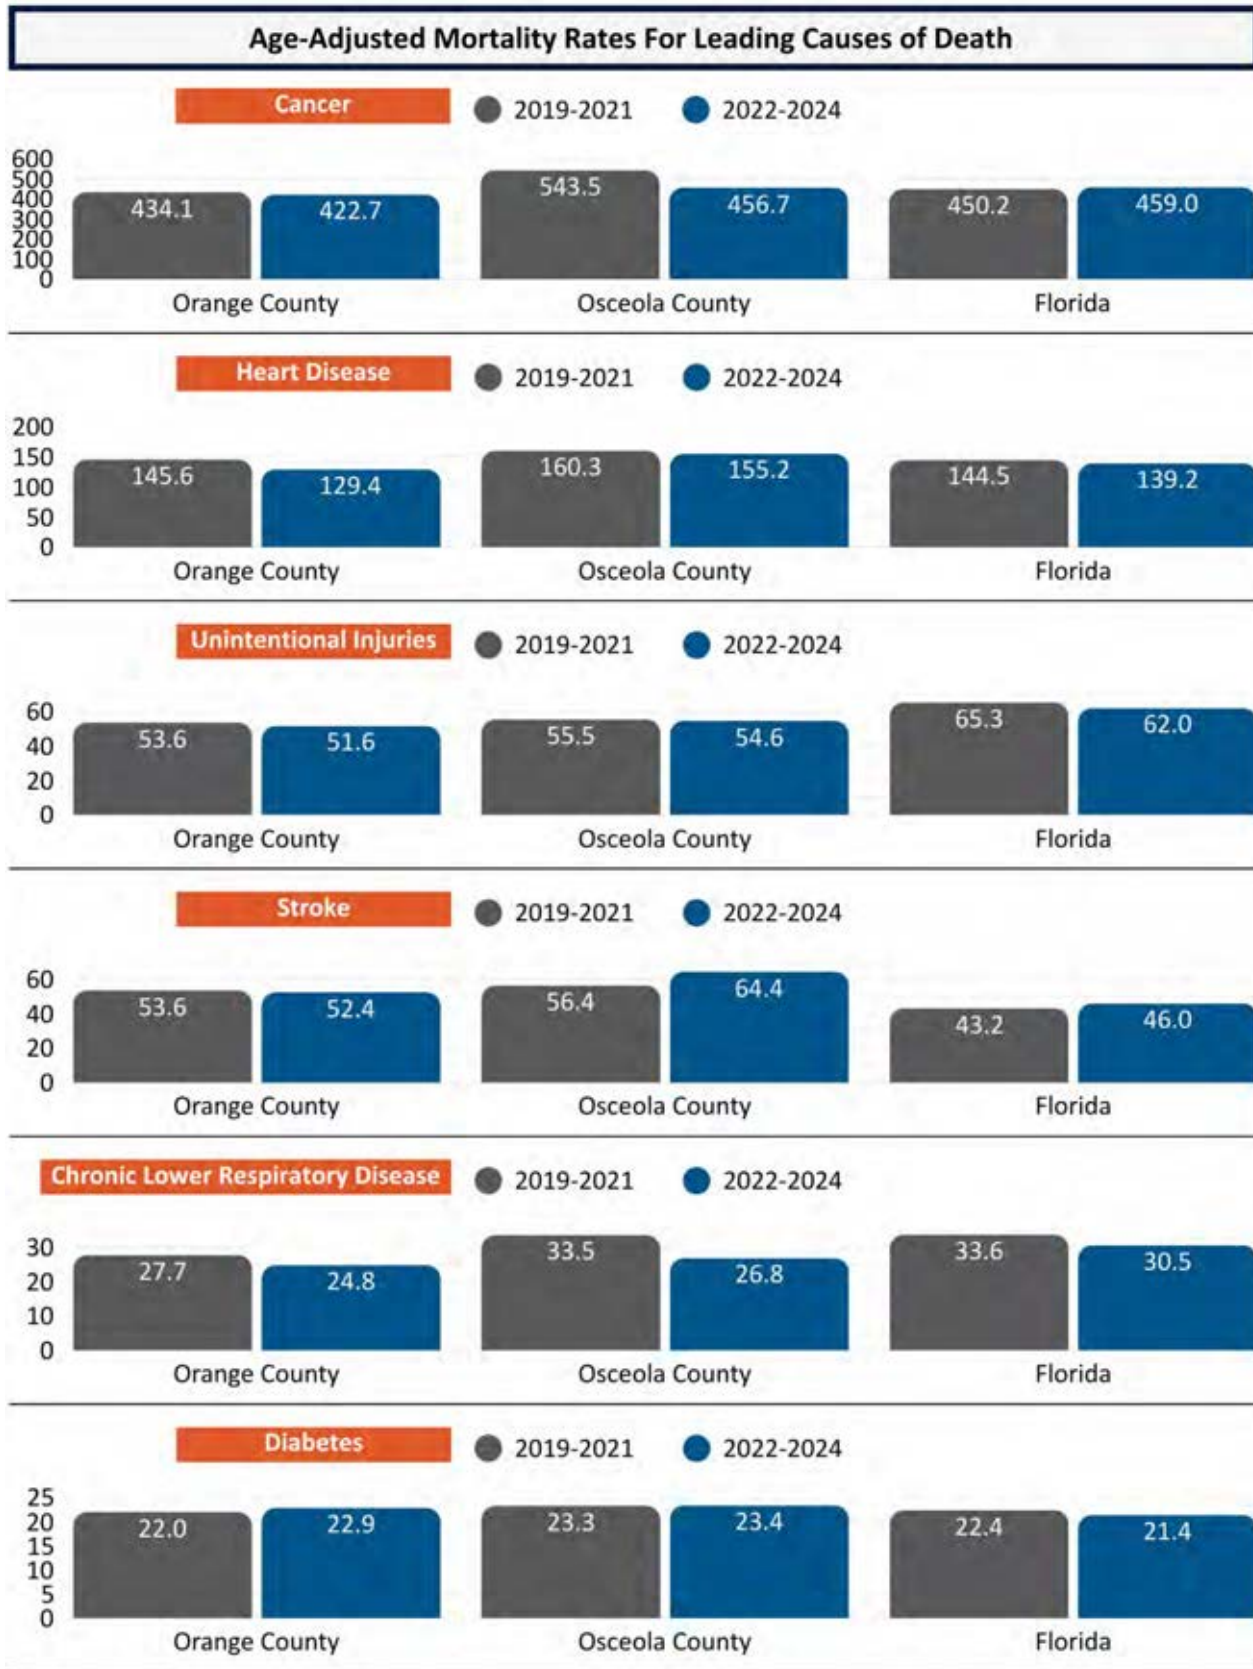 Age-Adjusted Mortality Rates For Leading Causes of Death
Cancer 2019-2021 2022-2024
600
500
400
300
200
100
0
434.1 422.7 543.5 456.7 450.2 459.0
Orange County Osceola County Florida
Heart Disease 2019-2021 2022-2024
200
150
100
50
0
145.6 129.4 160.3 155.2 144.5 139.2
Orange County Osceola County Florida
Unintentional Injuries 2019-2021 2022-2024
60
40
20
0
53.6 51.6 55.5 54.6 65.3 62.0
Orange County Osceola County Florida
Stroke 2019-2021 2022-2024
60
40
20
0
53.6 52.4 56.4 64.4 43.2 46.0
Orange County Osceola County Florida
Chronic Lower Respiratory Disease 2019-2021 2022-2024
30
20
10
0
27.7 24.8 33.5 26.8 33.6 30.5
Orange County Osceola County Florida
Diabetes 2019-2021 2022-2024
25
20
15
10
5
0
22.0 22.9 23.3 23.4 22.4 21.4
Orange County Osceola County Florida